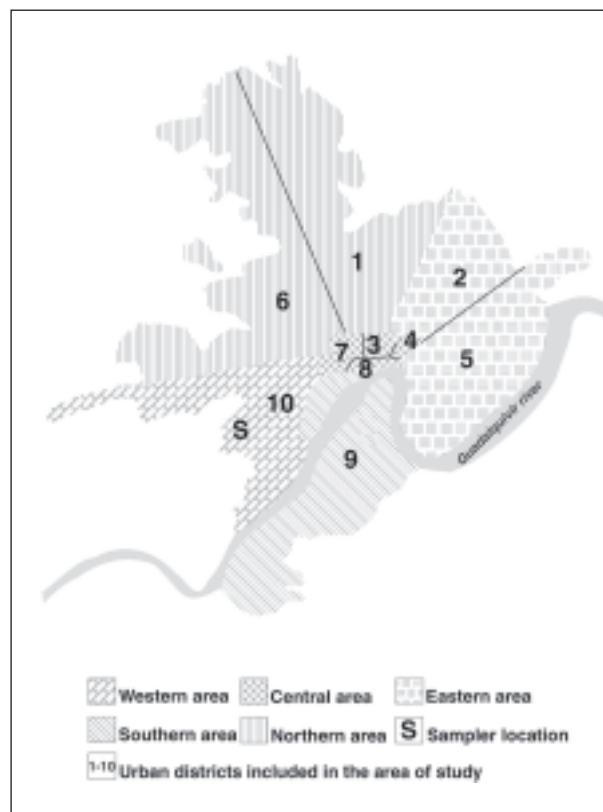 1
2
6
3
4
7
8
5
10
S
9
Guadalquivir river
Western area Central area Eastern area
Southern area Northern area S Sampler location
1-10 Urban districts included in the area of study